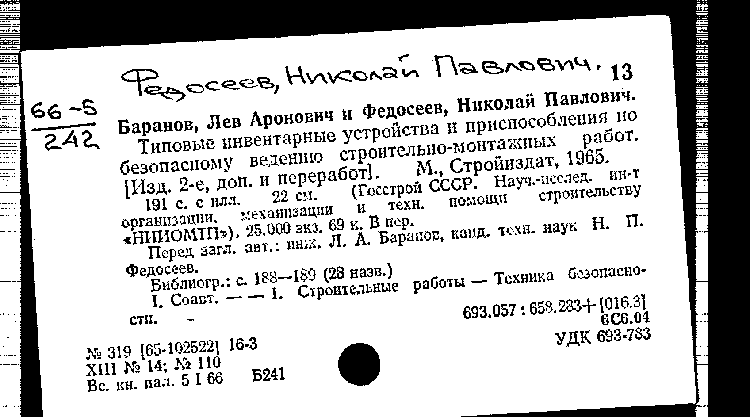 Федосеев, Николай Павлович.
13
66-5
242
Баранов, Лев Аронович и Федосеев, Николай Павлович.
Типовые инвентарные устройства и приспособления по
безопасному ведению строительно-монтажных работ.
[Изд. 2-е, доп. и переработ]. М., Стройиздат, 1965.
191 с. с илл. 22 см. (Госстрой СССР. Науч.-исслед. ин-т
организации, механизации и техн. помощи строительству
«НИИОМТП»). 25.000 экз. 69 к. В пер.
Перед загл. авт.: инж. Л. А. Баранов, канд. техн. наук Н. П.
Федосеев.
Библиогр.: с. 188—189 (28 назв.)
I. Соавт. — — 1. Строительные работы — Техника безопасно-
сти. -
693.057 : 658.283+[016.3]
6С6.04
УДК 693-783
№ 319 [65-102522] 16-3
XIII № 14; № 110
Вс. кн. пал. 5 I 66 Б241